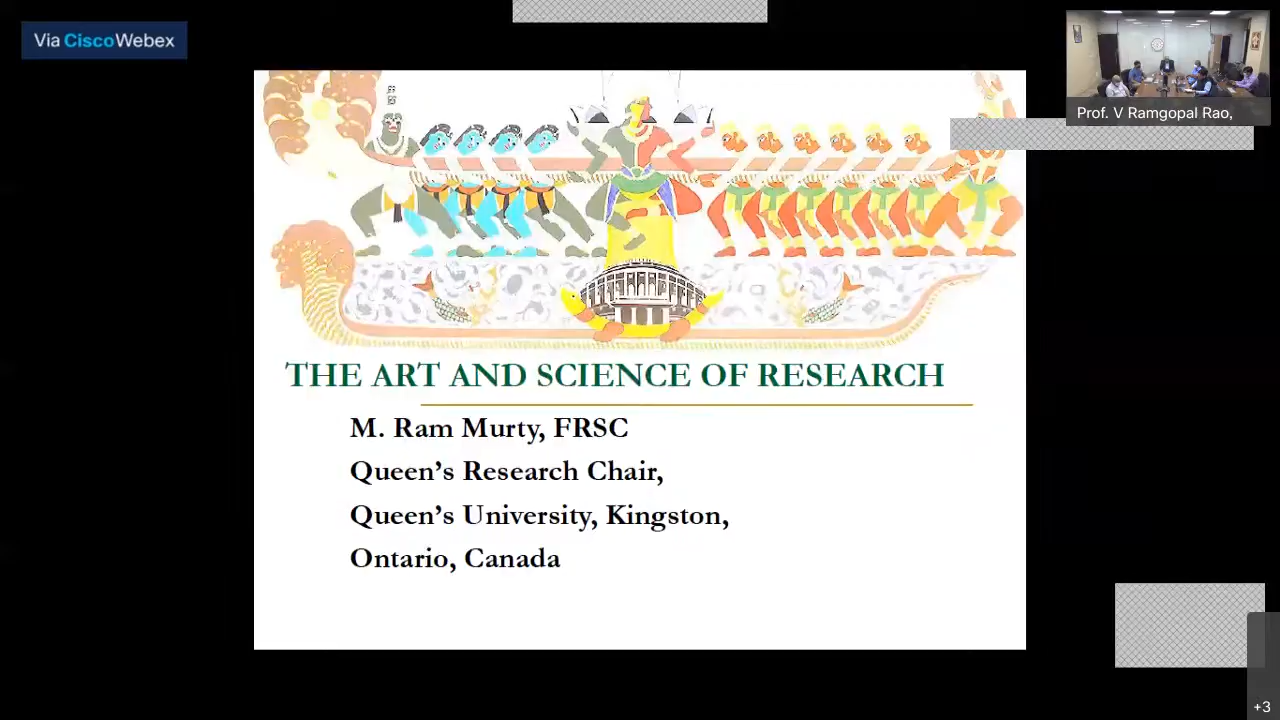 Via CiscoWebex
Prof. V Ramgopal Rao,
THE ART AND SCIENCE OF RESEARCH
M. Ram Murty, FRSC
Queen's Research Chair,
Queen's University, Kingston,
Ontario, Canada
+3